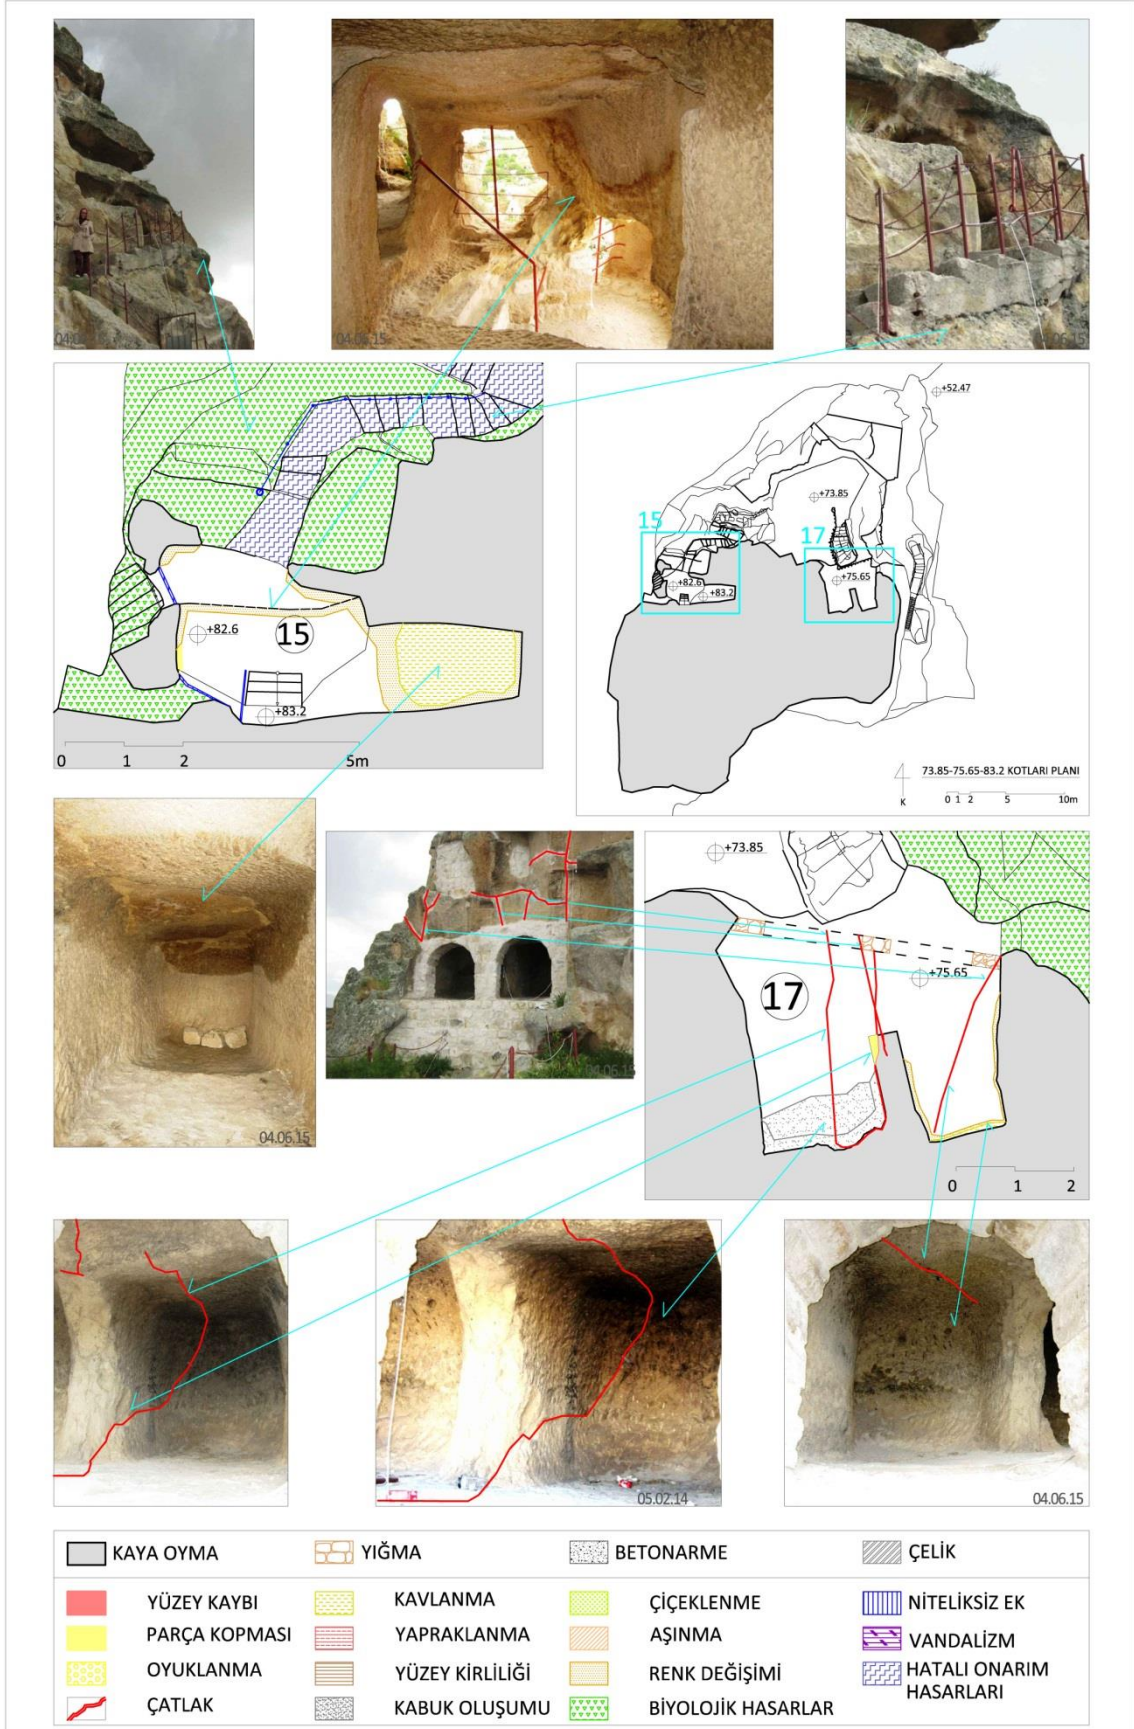 04.06.15
+52.47
+73.85
15
17
+82.6
+83.2
+75.65
+82.6
15
+83.2
0 1 2 5m
73.85-75.65-83.2 KOTLARI PLANI
K
0 1 2 5 10m
+73.85
17
+75.65
0 1 2
04.06.15
04.06.15
05.02.14
04.06.15
KAYA OYMA YIĞMA BETONARME ÇELİK
YÜZEY KAYBI KAVLANMA ÇİÇEKLENME NİTELİKSİZ EK
PARÇA KOPMASI YAPRAKLANMA AŞINMA VANDALİZM
OYUKLANMA YÜZEY KİRLİLİĞİ RENK DEĞİŞİMİ HATALI ONARIM
HASARLARI
ÇATLAK KABUK OLUŞUMU BİYOLOJİK HASARLAR